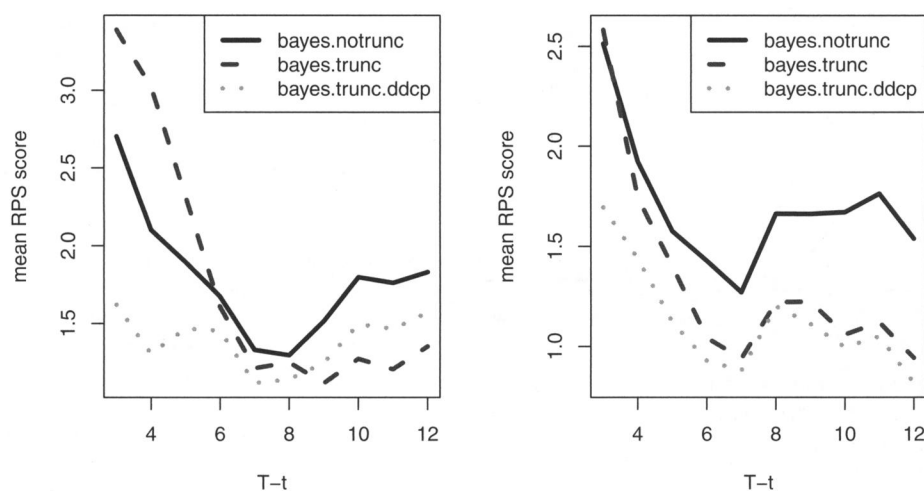 bayes.notrunc
bayes.trunc
bayes.trunc.ddcp
mean RPS score
1.5 2.0 2.5 3.0
4 6 8 10 12
T−t
bayes.notrunc
bayes.trunc
bayes.trunc.ddcp
mean RPS score
1.0 1.5 2.0 2.5
4 6 8 10 12
T−t